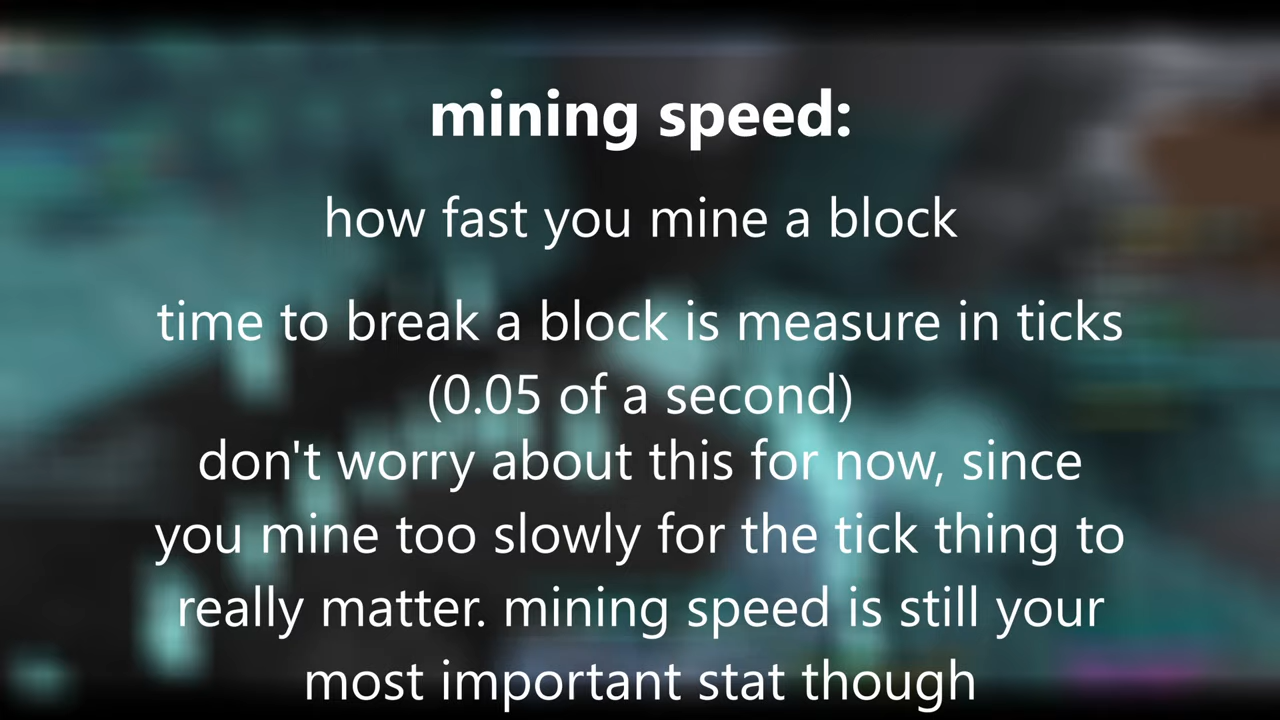 mining speed:
how fast you mine a block
time to break a block is measure in ticks
(0.05 of a second)
don't worry about this for now, since
you mine too slowly for the tick thing to
really matter. mining speed is still your
most important stat though